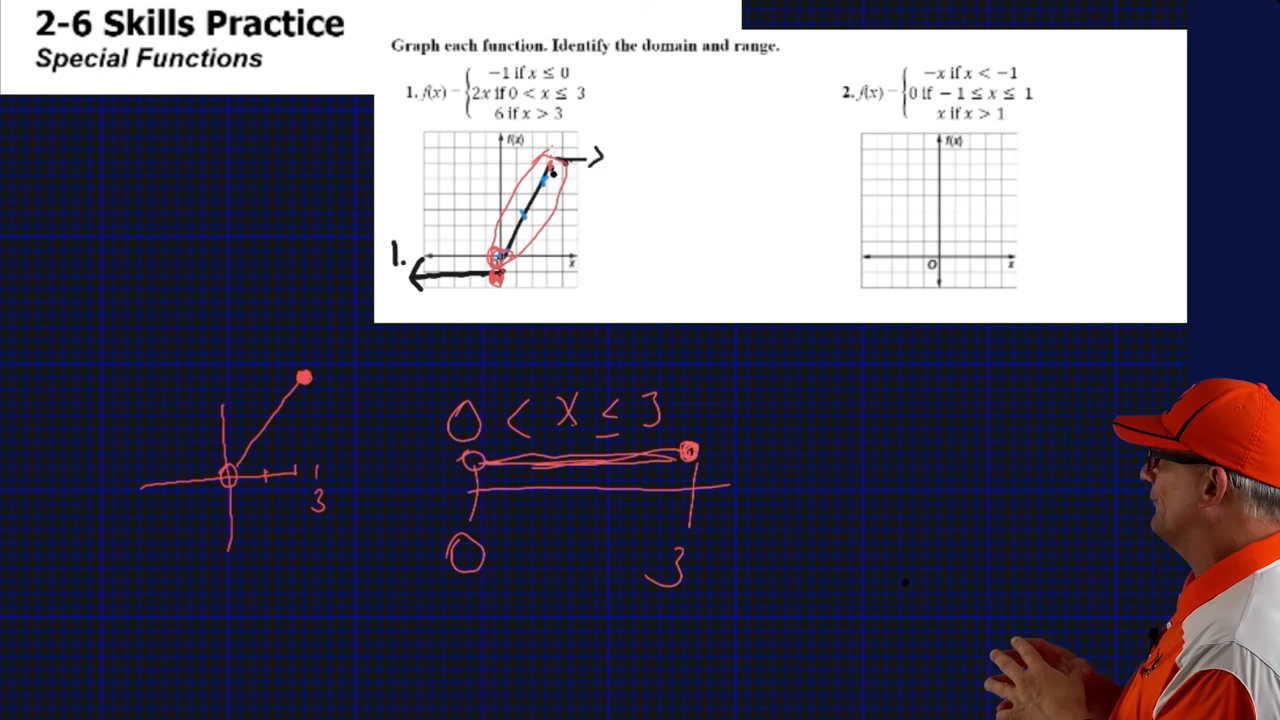 2-6 Skills Practice
Special Functions
Graph each function. Identify the domain and range.
−1 if x ≤ 0
1. f(x) − { 2x if 0 < x ≤ 3
6 if x > 3
−x if x < −1
2. f(x) − { 0 if − 1 ≤ x ≤ 1
x if x > 1
f(x)
x
1.
f(x)
O
x
0 < x ≤ 3
3
0
3